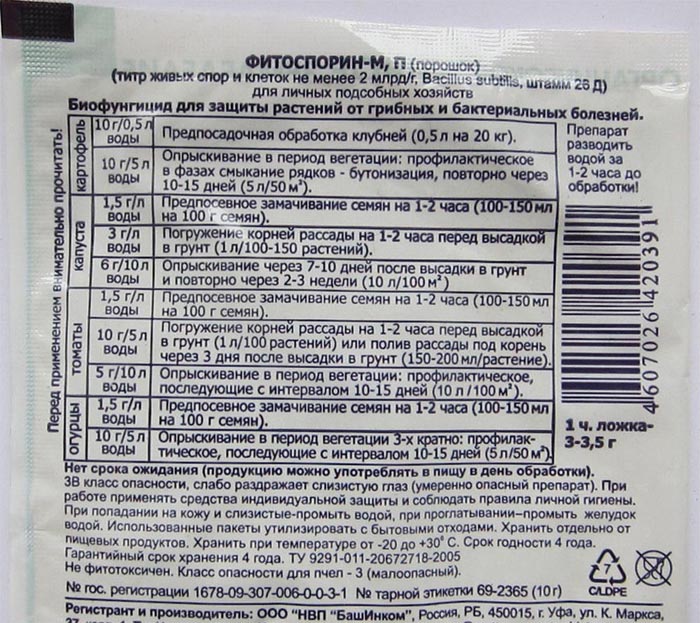 ФИТОСПОРИН-М, П (порошок)
(титр живых спор и клеток не менее 2 млрд/г, Bacillus subtilis, штамм 26 Д)
для личных подсобных хозяйств
Биофунгицид для защиты растений от грибных и бактериальных болезней.
Перед применением внимательно прочитать!
картофель
10 г/0,5 л воды
Предпосадочная обработка клубней (0,5 л на 20 кг).
10 г/5 л воды
Опрыскивание в период вегетации: профилактическое
в фазах смыкание рядков - бутонизация, повторно через
10-15 дней (5 л/50 м²).
капуста
1,5 г/л воды
Предпосевное замачивание семян на 1-2 часа (100-150 мл
на 100 г семян).
3 г/л воды
Погружение корней рассады на 1-2 часа перед высадкой
в грунт (1 л/100-150 растений).
6 г/10 л воды
Опрыскивание через 7-10 дней после высадки в грунт
и повторно через 2-3 недели (10 л/100 м²)
томаты
1,5 г/л воды
Предпосевное замачивание семян на 1-2 часа (100-150 мл
на 100 г семян).
10 г/5 л воды
Погружение корней рассады на 1-2 часа перед высадкой
в грунт (1 л/100 растений) или полив рассады под корень
через 3 дня после высадки в грунт (150-200 мл/растение).
5 г/10 л воды
Опрыскивание в период вегетации: профилактическое,
последующие с интервалом 10-15 дней (10 л/100 м²).
огурцы
1,5 г/л воды
Предпосевное замачивание семян на 1-2 часа (100-150 мл
на 100 г семян).
10 г/5 л воды
Опрыскивание в период вегетации 3-х кратно: профилак-
тическое, последующие с интервалом 10-15 дней (5 л/50 м²).
Препарат
разводить
водой за
1-2 часа до
обработки!
4 607026 420391
1 ч. ложка-
3-3,5 г
Нет срока ожидания (продукцию можно употреблять в пищу в день обработки).
3В класс опасности, слабо раздражает слизистую глаз (умеренно опасный препарат). При
работе применять средства индивидуальной защиты и соблюдать правила личной гигиены.
При попадании на кожу и слизистые-промыть водой, при проглатывании-промыть желудок
водой. Использованные пакеты утилизировать с бытовыми отходами. Хранить отдельно от
пищевых продуктов. Хранить при температуре от -20 до +30° С. Срок годности 4 года.
Гарантийный срок хранения 4 года. ТУ 9291-011-20672718-2005
Не фитотоксичен. Класс опасности для пчел - 3 (малоопасный).
7
C/LDPE
№ гос. регистрации 1678-09-307-006-0-0-3-1 № тарной этикетки 69-2365 (10 г)
Регистрант и производитель: ООО "НВП "БашИнком", Россия, РБ, 450015, г. Уфа, ул. К. Маркса,